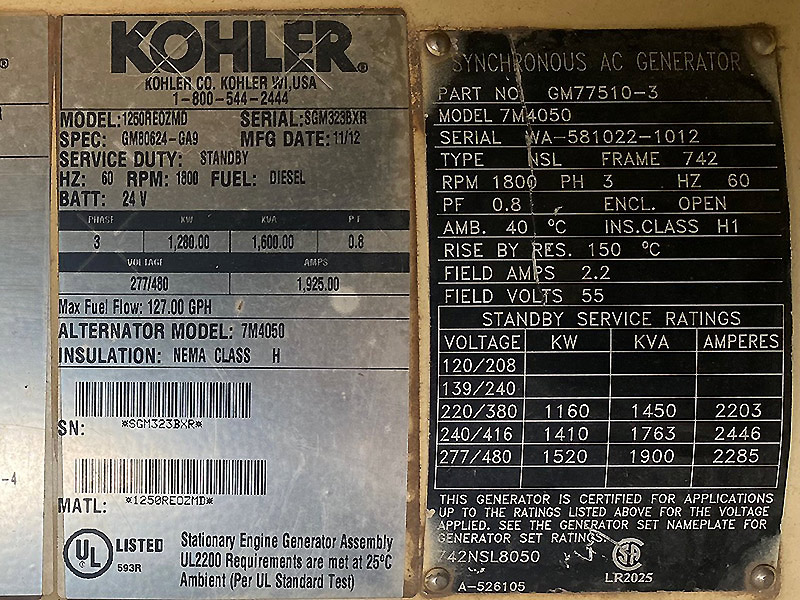 ®
KOHLER®
KOHLER CO. KOHLER WI,USA
1-800-544-2444
MODEL:1250REOZMD SERIAL:SGM323BXR
SPEC: GM80624-GA9 MFG DATE: 11/12
SERVICE DUTY: STANDBY
HZ: 60 RPM: 1800 FUEL: DIESEL
BATT: 24 V
PHASE KW KVA P F
3 1,280.00 1,600.00 0.8
VOLTAGE AMPS
277/480 1,925.00
Max Fuel Flow: 127.00 GPH
ALTERNATOR MODEL: 7M4050
INSULATION: NEMA CLASS H
SN: *SGM323BXR*
MATL: *1250REOZMD*
UL LISTED
593R
Stationary Engine Generator Assembly
UL2200 Requirements are met at 25°C
Ambient (Per UL Standard Test)
-4
SYNCHRONOUS AC GENERATOR
PART NO. GM77510-3
MODEL 7M4050
SERIAL WA-581022-1012
TYPE NSL FRAME 742
RPM 1800 PH 3 HZ 60
PF 0.8 ENCL. OPEN
AMB. 40 °C INS.CLASS H1
RISE BY RES. 150 °C
FIELD AMPS 2.2
FIELD VOLTS 55
STANDBY SERVICE RATINGS
VOLTAGE KW KVA AMPERES
120/208
139/240
220/380 1160 1450 2203
240/416 1410 1763 2446
277/480 1520 1900 2285
THIS GENERATOR IS CERTIFIED FOR APPLICATIONS
UP TO THE RATINGS LISTED ABOVE FOR THE VOLTAGE
APPLIED. SEE THE GENERATOR SET NAMEPLATE FOR
GENERATOR SET RATINGS.
742NSL8050
SA
LR2025
A-526105